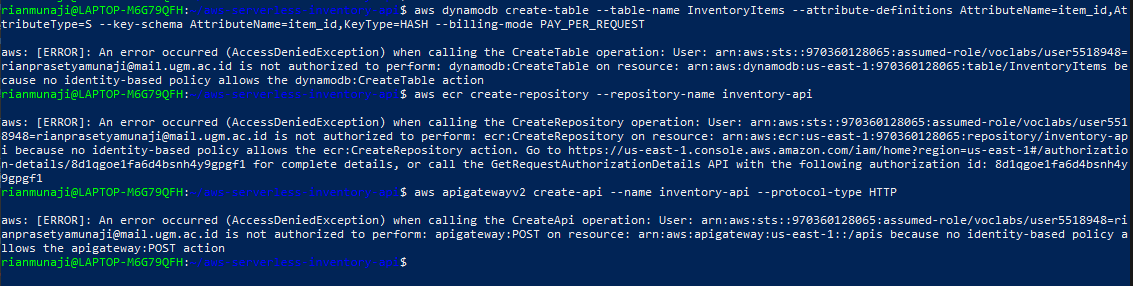 rianmunaji@LAPTOP-M6G79QFH:~/aws-serverless-inventory-api$ aws dynamodb create-table --table-name InventoryItems --attribute-definitions AttributeName=item_id,At
tributeType=S --key-schema AttributeName=item_id,KeyType=HASH --billing-mode PAY_PER_REQUEST
aws: [ERROR]: An error occurred (AccessDeniedException) when calling the CreateTable operation: User: arn:aws:sts::970360128065:assumed-role/voclabs/user5518948=
rianprasetyamunaji@mail.ugm.ac.id is not authorized to perform: dynamodb:CreateTable on resource: arn:aws:dynamodb:us-east-1:970360128065:table/InventoryItems be
cause no identity-based policy allows the dynamodb:CreateTable action
rianmunaji@LAPTOP-M6G79QFH:~/aws-serverless-inventory-api$ aws ecr create-repository --repository-name inventory-api
aws: [ERROR]: An error occurred (AccessDeniedException) when calling the CreateRepository operation: User: arn:aws:sts::970360128065:assumed-role/voclabs/user551
8948=rianprasetyamunaji@mail.ugm.ac.id is not authorized to perform: ecr:CreateRepository on resource: arn:aws:ecr:us-east-1:970360128065:repository/inventory-ap
i because no identity-based policy allows the ecr:CreateRepository action. Go to https://us-east-1.console.aws.amazon.com/iam/home?region=us-east-1#/authorizatio
n-details/8d1qgoe1fa6d4bsnh4y9gpgf1 for complete details, or call the GetRequestAuthorizationDetails API with the following authorization id: 8d1qgoe1fa6d4bsnh4y
9gpgf1
rianmunaji@LAPTOP-M6G79QFH:~/aws-serverless-inventory-api$ aws apigatewayv2 create-api --name inventory-api --protocol-type HTTP
aws: [ERROR]: An error occurred (AccessDeniedException) when calling the CreateApi operation: User: arn:aws:sts::970360128065:assumed-role/voclabs/user5518948=ri
anprasetyamunaji@mail.ugm.ac.id is not authorized to perform: apigateway:POST on resource: arn:aws:apigateway:us-east-1::/apis because no identity-based policy a
llows the apigateway:POST action
rianmunaji@LAPTOP-M6G79QFH:~/aws-serverless-inventory-api$